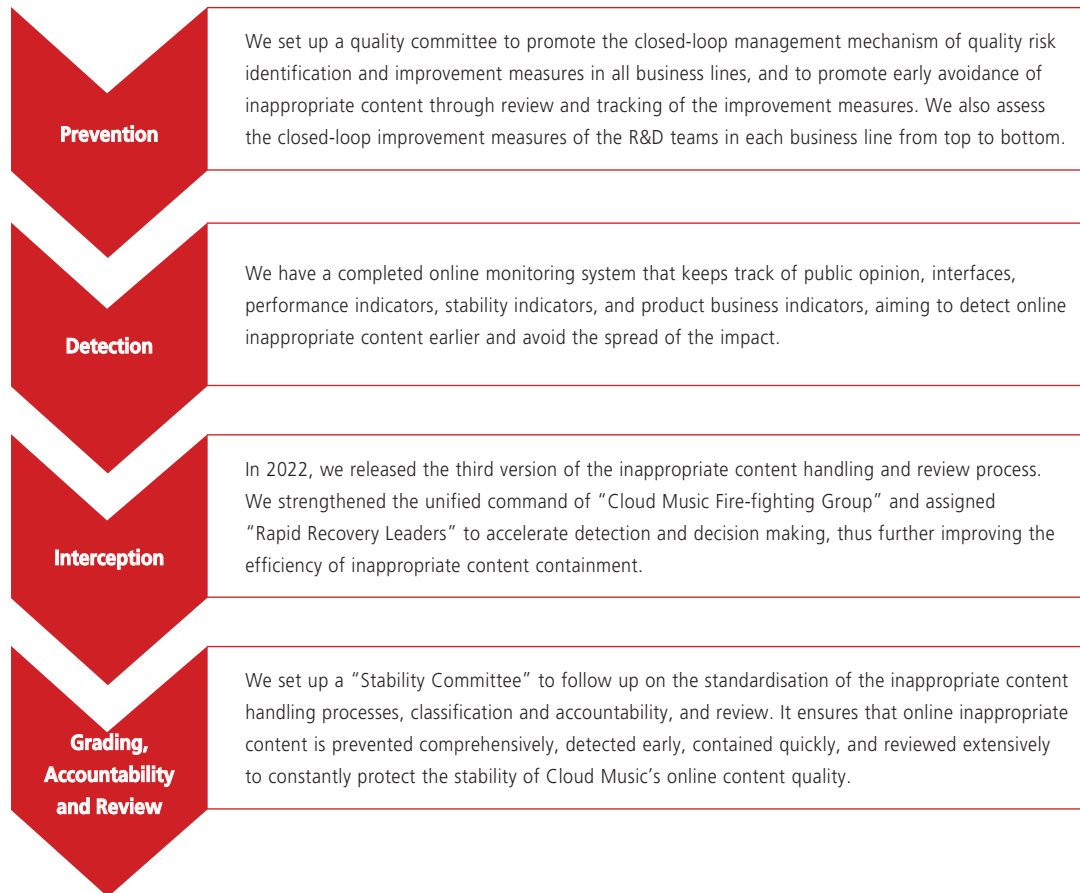 Prevention
We set up a quality committee to promote the closed-loop management mechanism of quality risk
identification and improvement measures in all business lines, and to promote early avoidance of
inappropriate content through review and tracking of the improvement measures. We also assess
the closed-loop improvement measures of the R&D teams in each business line from top to bottom.
Detection
We have a completed online monitoring system that keeps track of public opinion, interfaces,
performance indicators, stability indicators, and product business indicators, aiming to detect online
inappropriate content earlier and avoid the spread of the impact.
Interception
In 2022, we released the third version of the inappropriate content handling and review process.
We strengthened the unified command of “Cloud Music Fire-fighting Group” and assigned
“Rapid Recovery Leaders” to accelerate detection and decision making, thus further improving the
efficiency of inappropriate content containment.
Grading,
Accountability
and Review
We set up a “Stability Committee” to follow up on the standardisation of the inappropriate content
handling processes, classification and accountability, and review. It ensures that online inappropriate
content is prevented comprehensively, detected early, contained quickly, and reviewed extensively
to constantly protect the stability of Cloud Music’s online content quality.